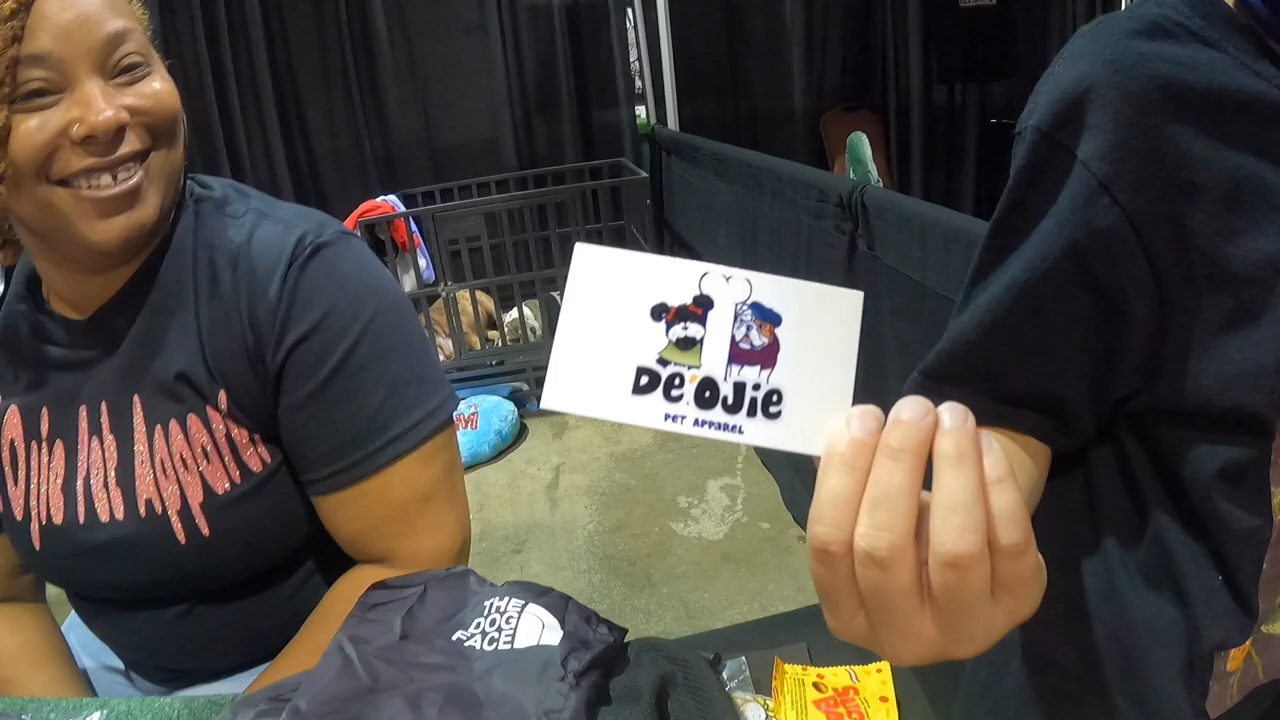 De'Ojie
PET APPAREL
Ojie Pet Apparel
THE
DOG
FACE